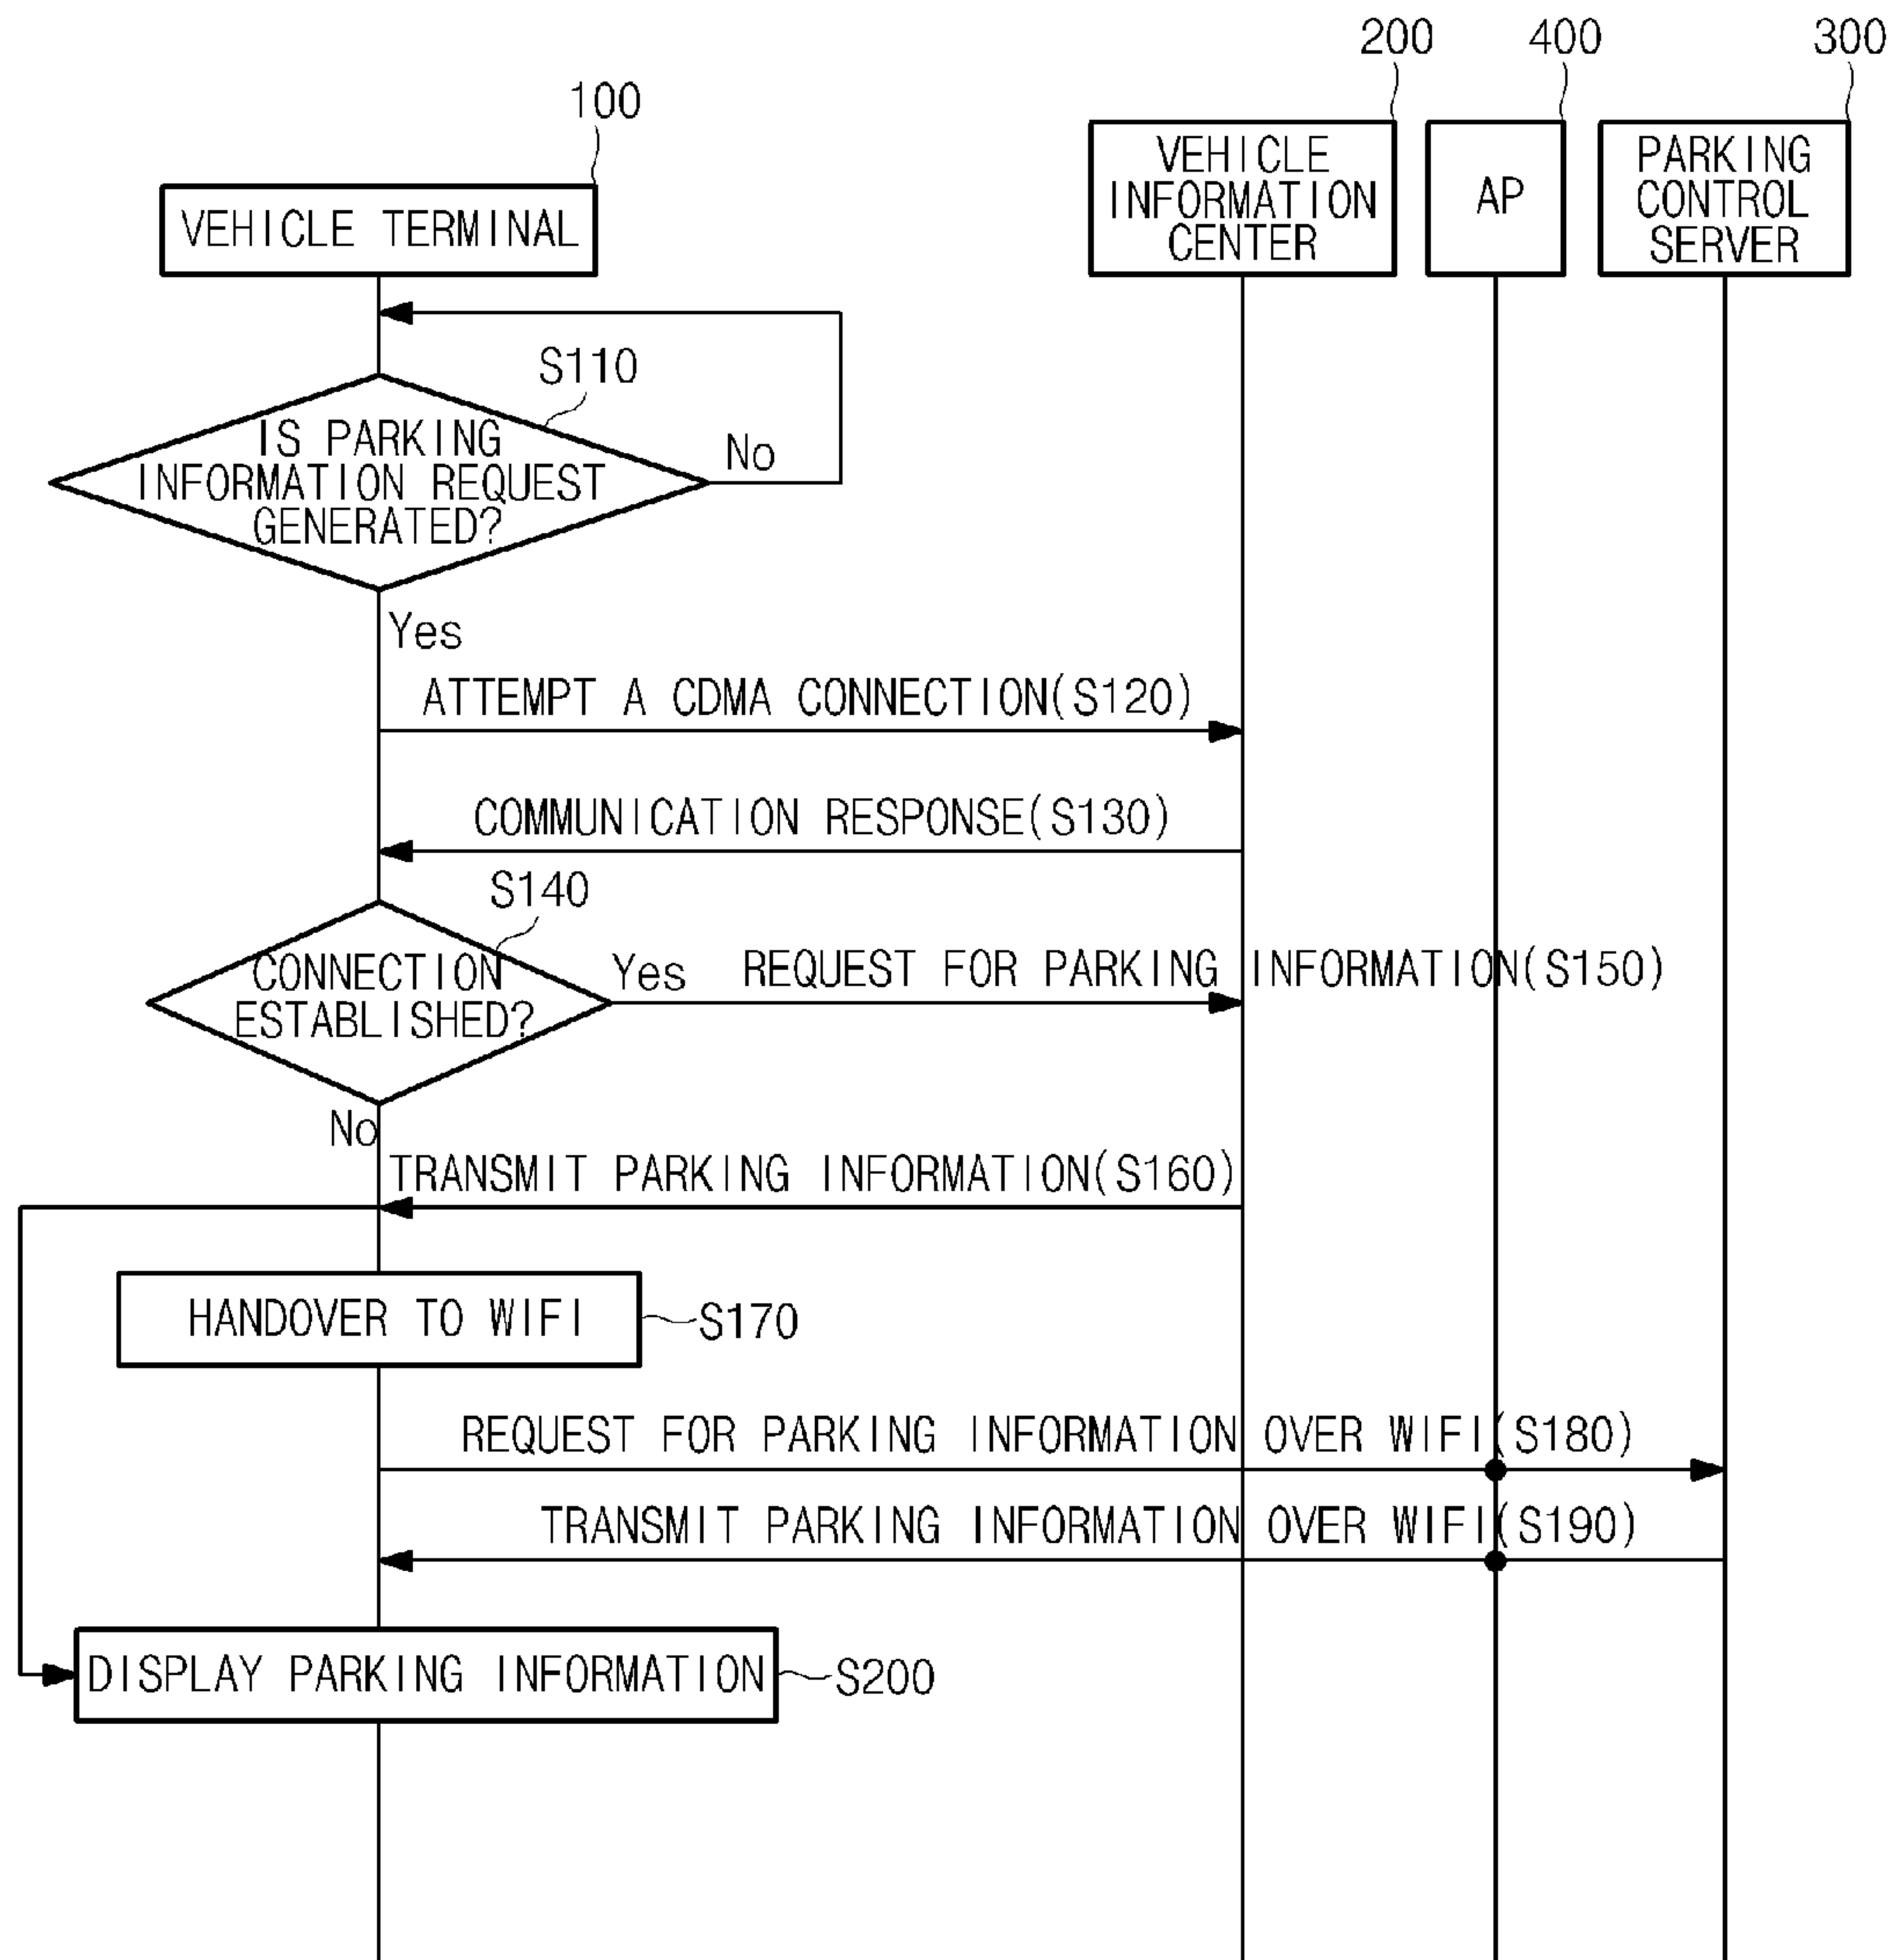 200
400
300
100
VEHICLE
INFORMATION
CENTER
AP
PARKING
CONTROL
SERVER
VEHICLE TERMINAL
S110
IS PARKING
INFORMATION REQUEST
GENERATED?
No
Yes
ATTEMPT A CDMA CONNECTION(S120)
COMMUNICATION RESPONSE(S130)
S140
CONNECTION
ESTABLISHED?
Yes
REQUEST FOR PARKING INFORMATION(S150)
No
TRANSMIT PARKING INFORMATION(S160)
HANDOVER TO WIFI
S170
REQUEST FOR PARKING INFORMATION OVER WIFI(S180)
TRANSMIT PARKING INFORMATION OVER WIFI(S190)
DISPLAY PARKING INFORMATION
S200